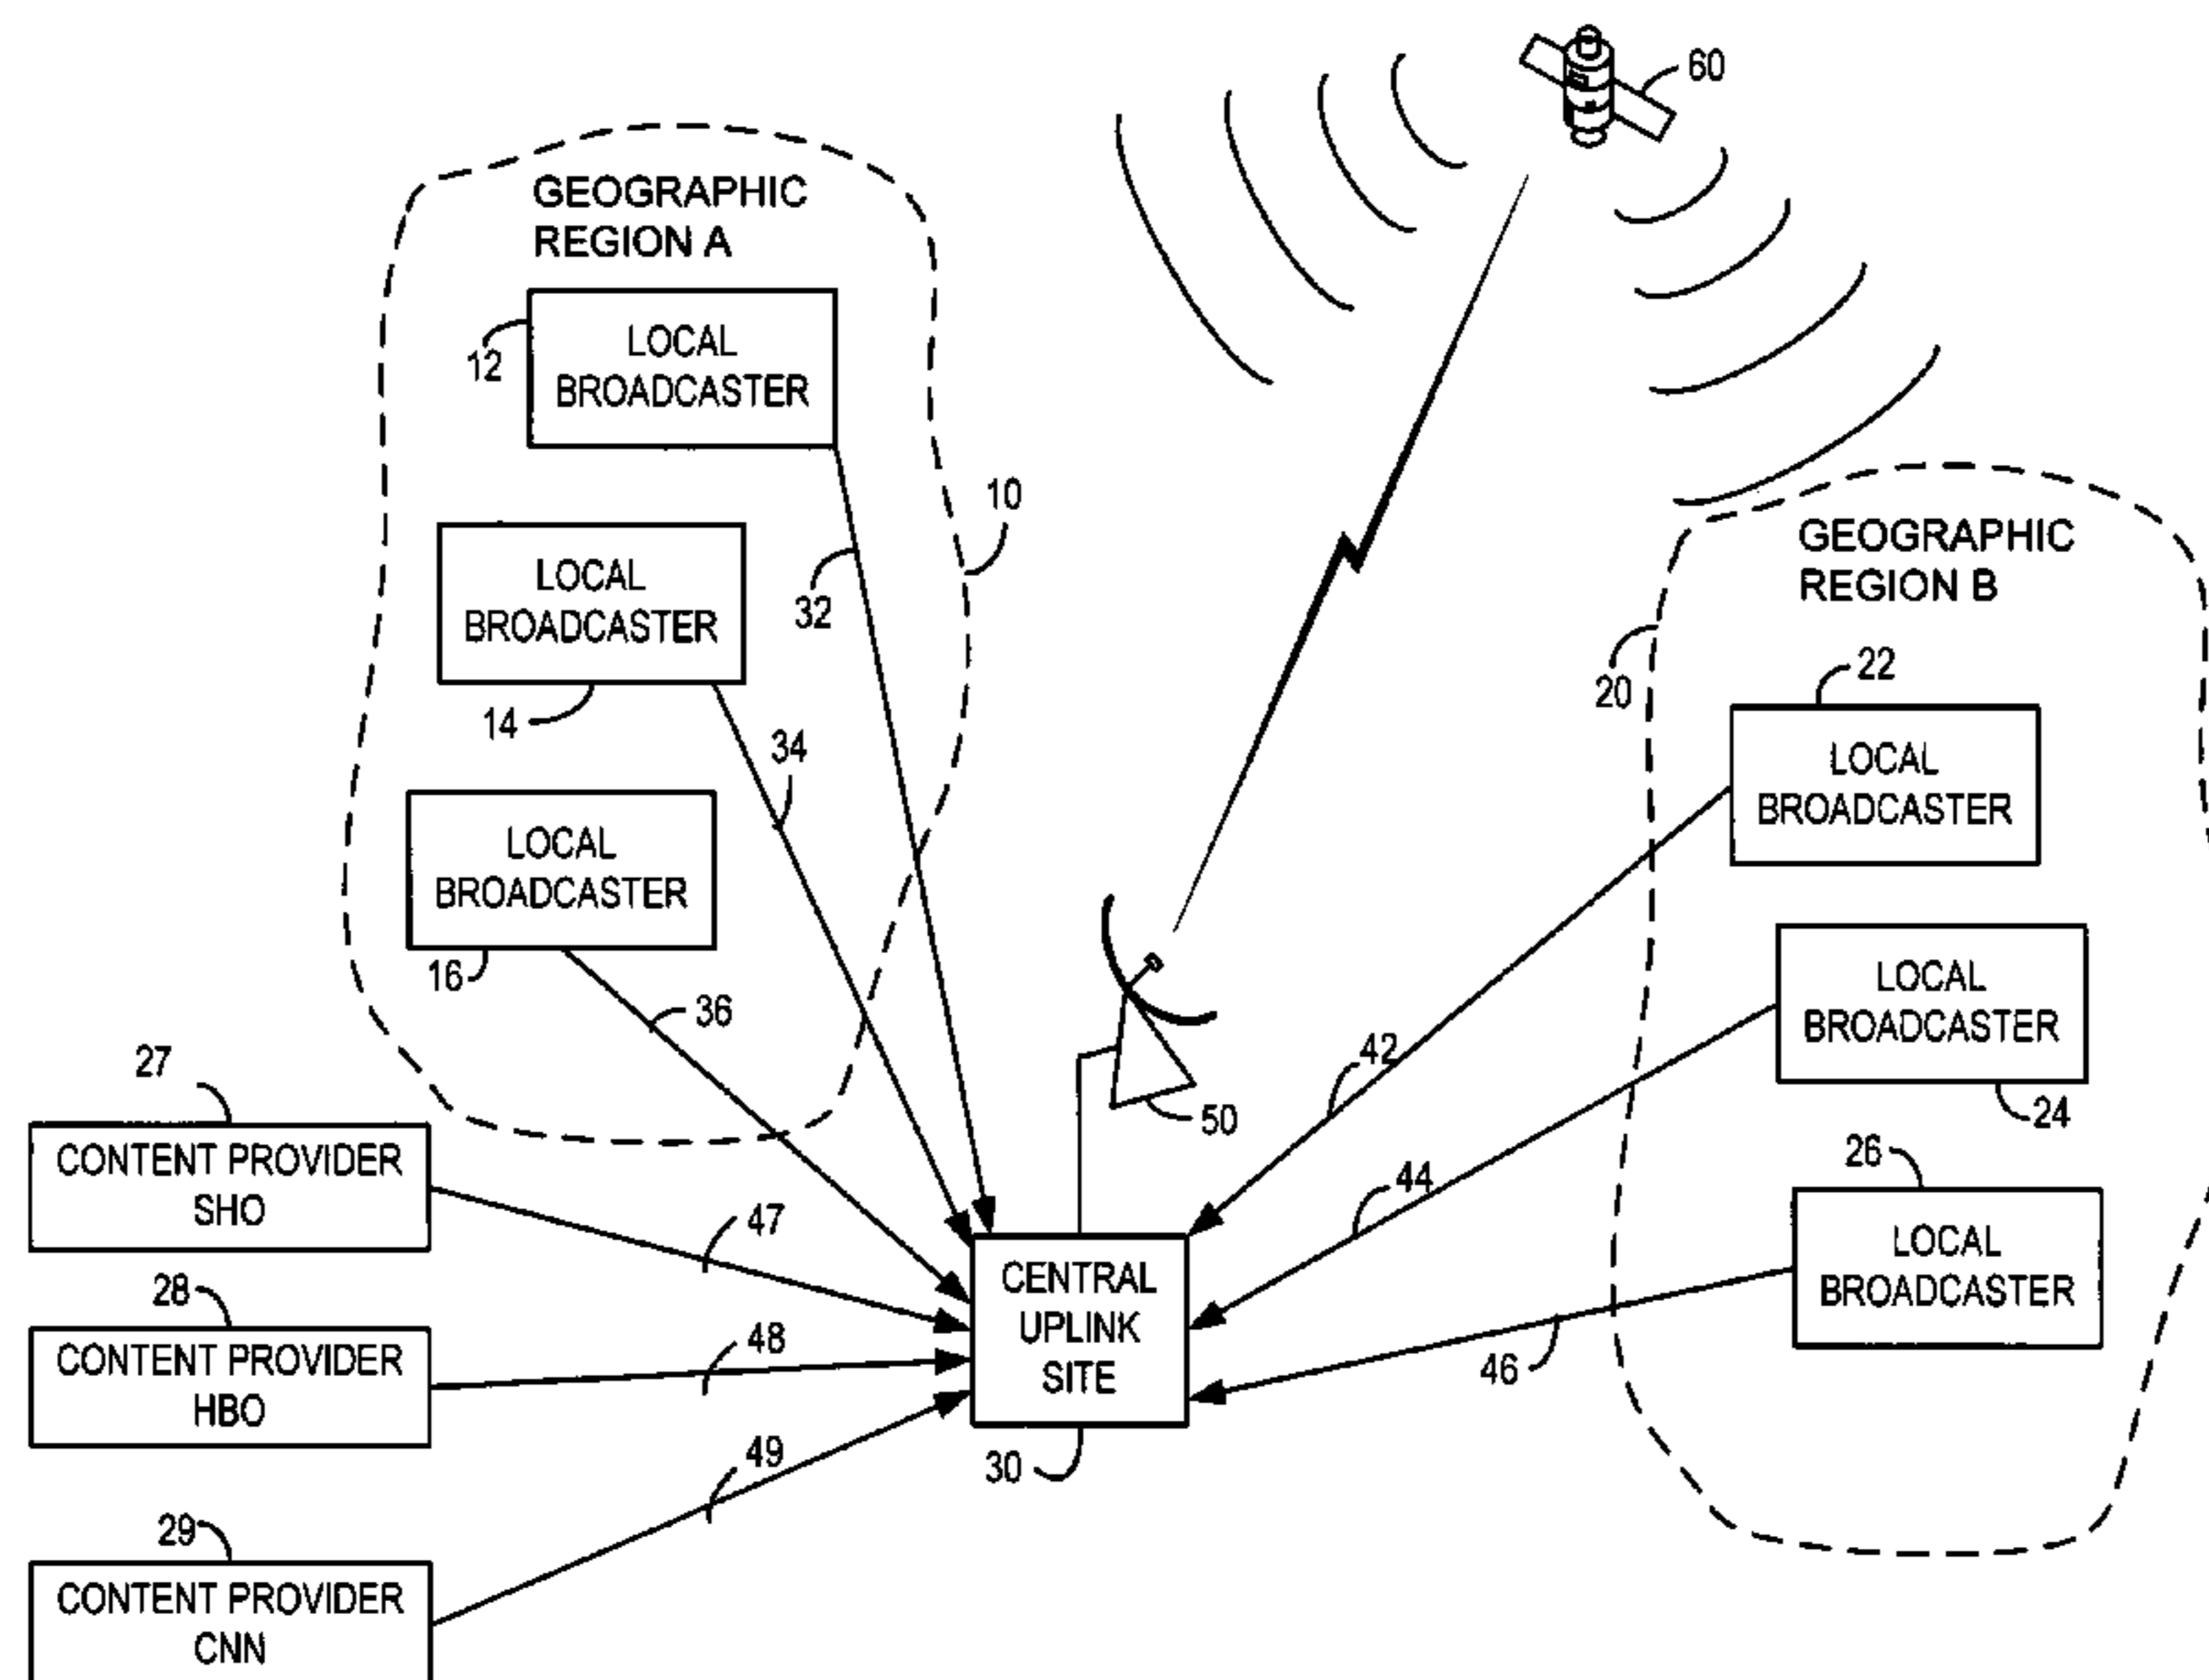 60
GEOGRAPHIC
REGION A
12
LOCAL
BROADCASTER
10
32
LOCAL
BROADCASTER
14
34
LOCAL
BROADCASTER
16
36
GEOGRAPHIC
REGION B
20
22
LOCAL
BROADCASTER
42
LOCAL
BROADCASTER
24
44
26
LOCAL
BROADCASTER
46
50
27
CONTENT PROVIDER
SHO
47
28
CONTENT PROVIDER
HBO
48
CENTRAL
UPLINK
SITE
30
49
29
CONTENT PROVIDER
CNN